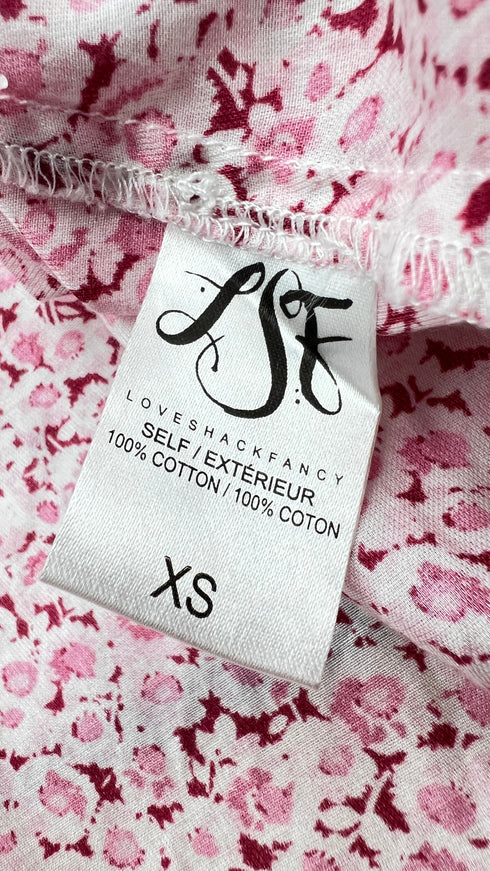 LSF
LOVESHACKFANCY
SELF / EXTÉRIEUR
100% COTTON / 100% COTON
XS